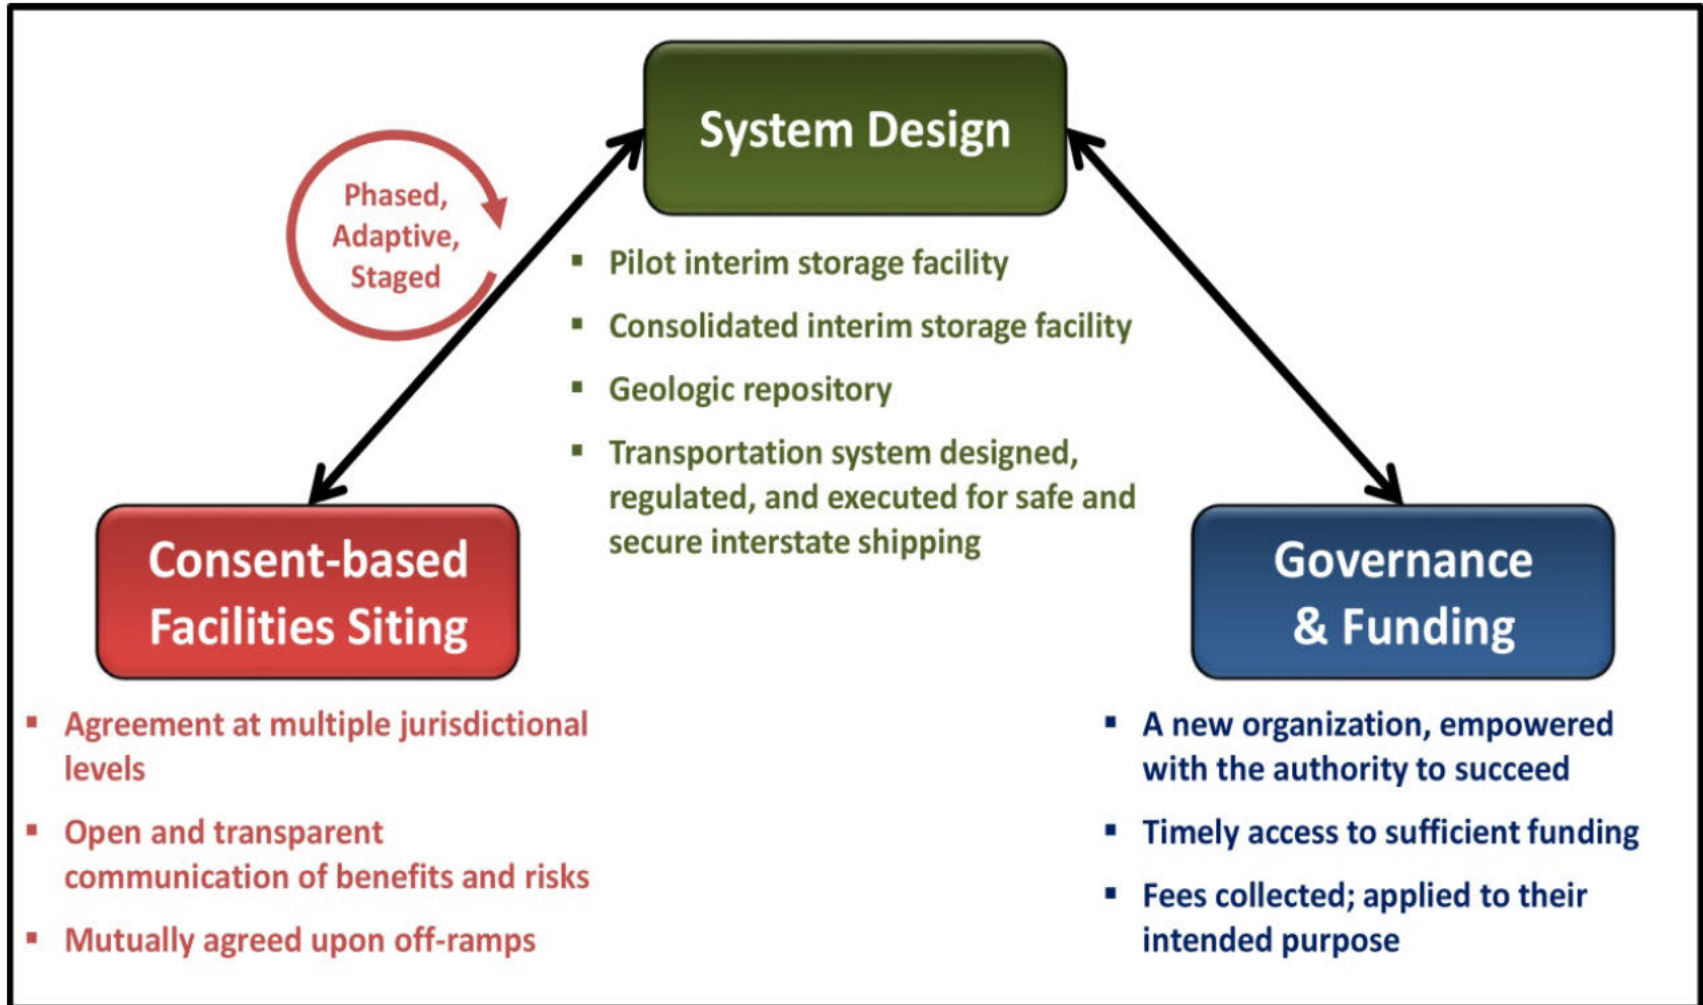 System Design
Phased,
Adaptive,
Staged
▪ Pilot interim storage facility
▪ Consolidated interim storage facility
▪ Geologic repository
▪ Transportation system designed,
regulated, and executed for safe and
secure interstate shipping
Consent-based
Facilities Siting
▪ Agreement at multiple jurisdictional
levels
▪ Open and transparent
communication of benefits and risks
▪ Mutually agreed upon off-ramps
Governance
& Funding
▪ A new organization, empowered
with the authority to succeed
▪ Timely access to sufficient funding
▪ Fees collected; applied to their
intended purpose